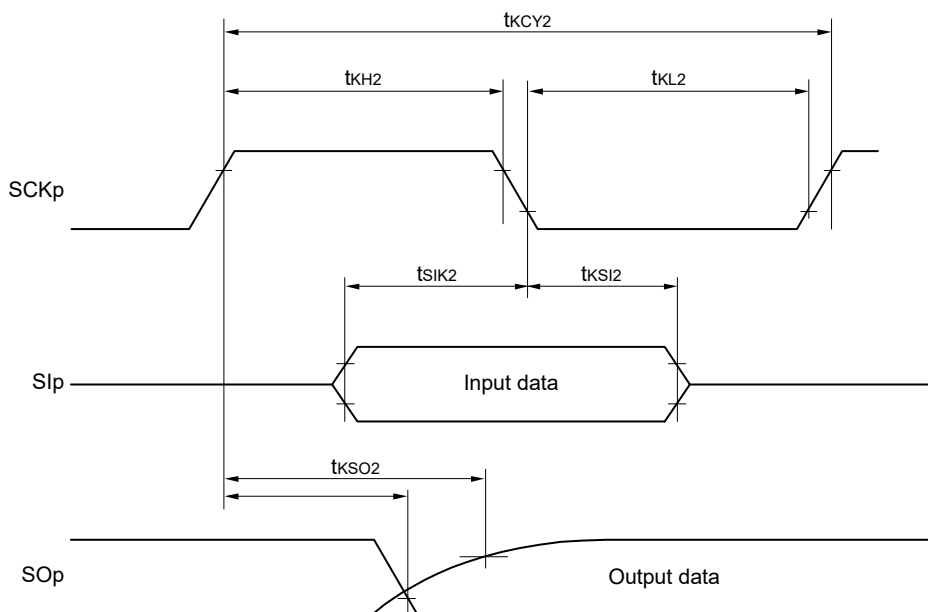 tKCY2
tKH2
tKL2
SCKp
tSIK2
tKSI2
SIp
Input data
tKSO2
SOp
Output data